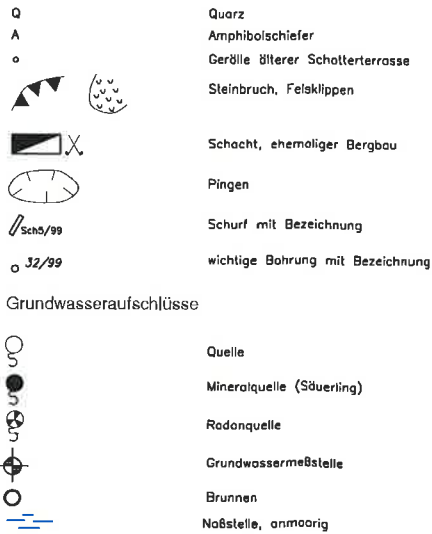 Q Quarz
A Amphibolschiefer
Gerölle älterer Schotterterrasse
Steinbruch, Felsklippen
Schacht, ehemaliger Bergbau
Pingen
Sch5/99 Schurf mit Bezeichnung
32/99 wichtige Bohrung mit Bezeichnung
Grundwasseraufschlüsse
Quelle
Mineralquelle (Säuerling)
Radonquelle
Grundwassermeßstelle
Brunnen
Naßstelle, anmoorig